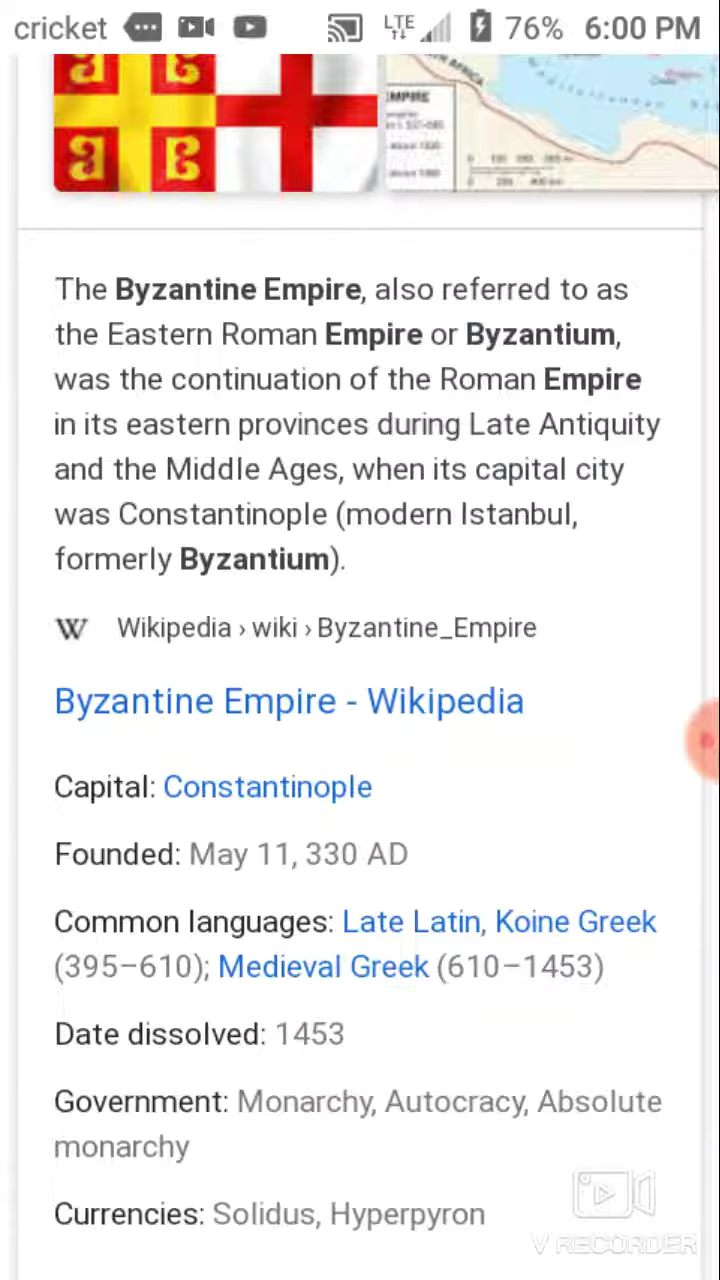 cricket LTE 76% 6:00 PM
EMPIRE
The Byzantine Empire, also referred to as
the Eastern Roman Empire or Byzantium,
was the continuation of the Roman Empire
in its eastern provinces during Late Antiquity
and the Middle Ages, when its capital city
was Constantinople (modern Istanbul,
formerly Byzantium).
W Wikipedia › wiki › Byzantine_Empire
Byzantine Empire - Wikipedia
Capital: Constantinople
Founded: May 11, 330 AD
Common languages: Late Latin, Koine Greek
(395–610); Medieval Greek (610–1453)
Date dissolved: 1453
Government: Monarchy, Autocracy, Absolute
monarchy
Currencies: Solidus, Hyperpyron
V RECORDER